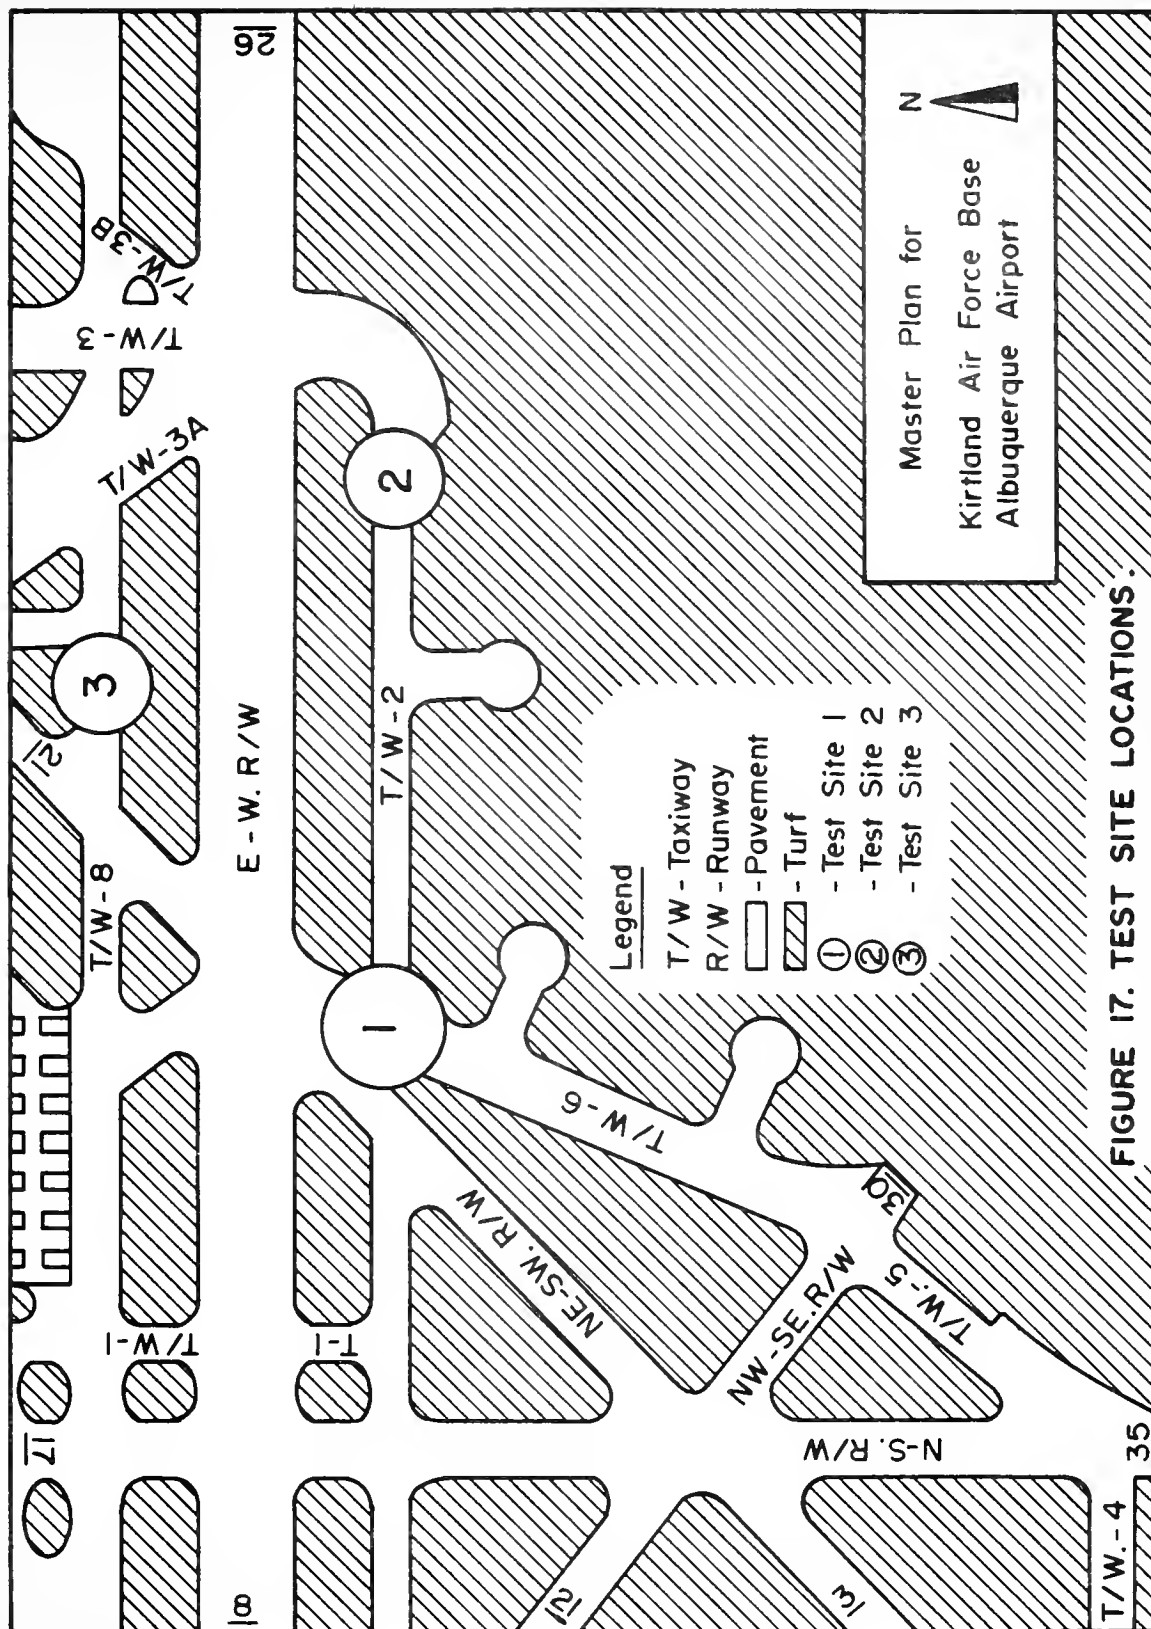 17
21
3
T/W-8
T/W-3A
T/W-3
T/W-3B
T/W-1
8
E-W. R/W
26
T-1
1
T/W-2
2
NE-SW. R/W
T/W-6
12
NW-SE. R/W
3
N-S. R/W
30
T/W.-5
T/W.-4
35
Legend
T/W - Taxiway
R/W - Runway
- Pavement
- Turf
1 - Test Site 1
2 - Test Site 2
3 - Test Site 3
Master Plan for
Kirtland Air Force Base
Albuquerque Airport
N
FIGURE 17. TEST SITE LOCATIONS.